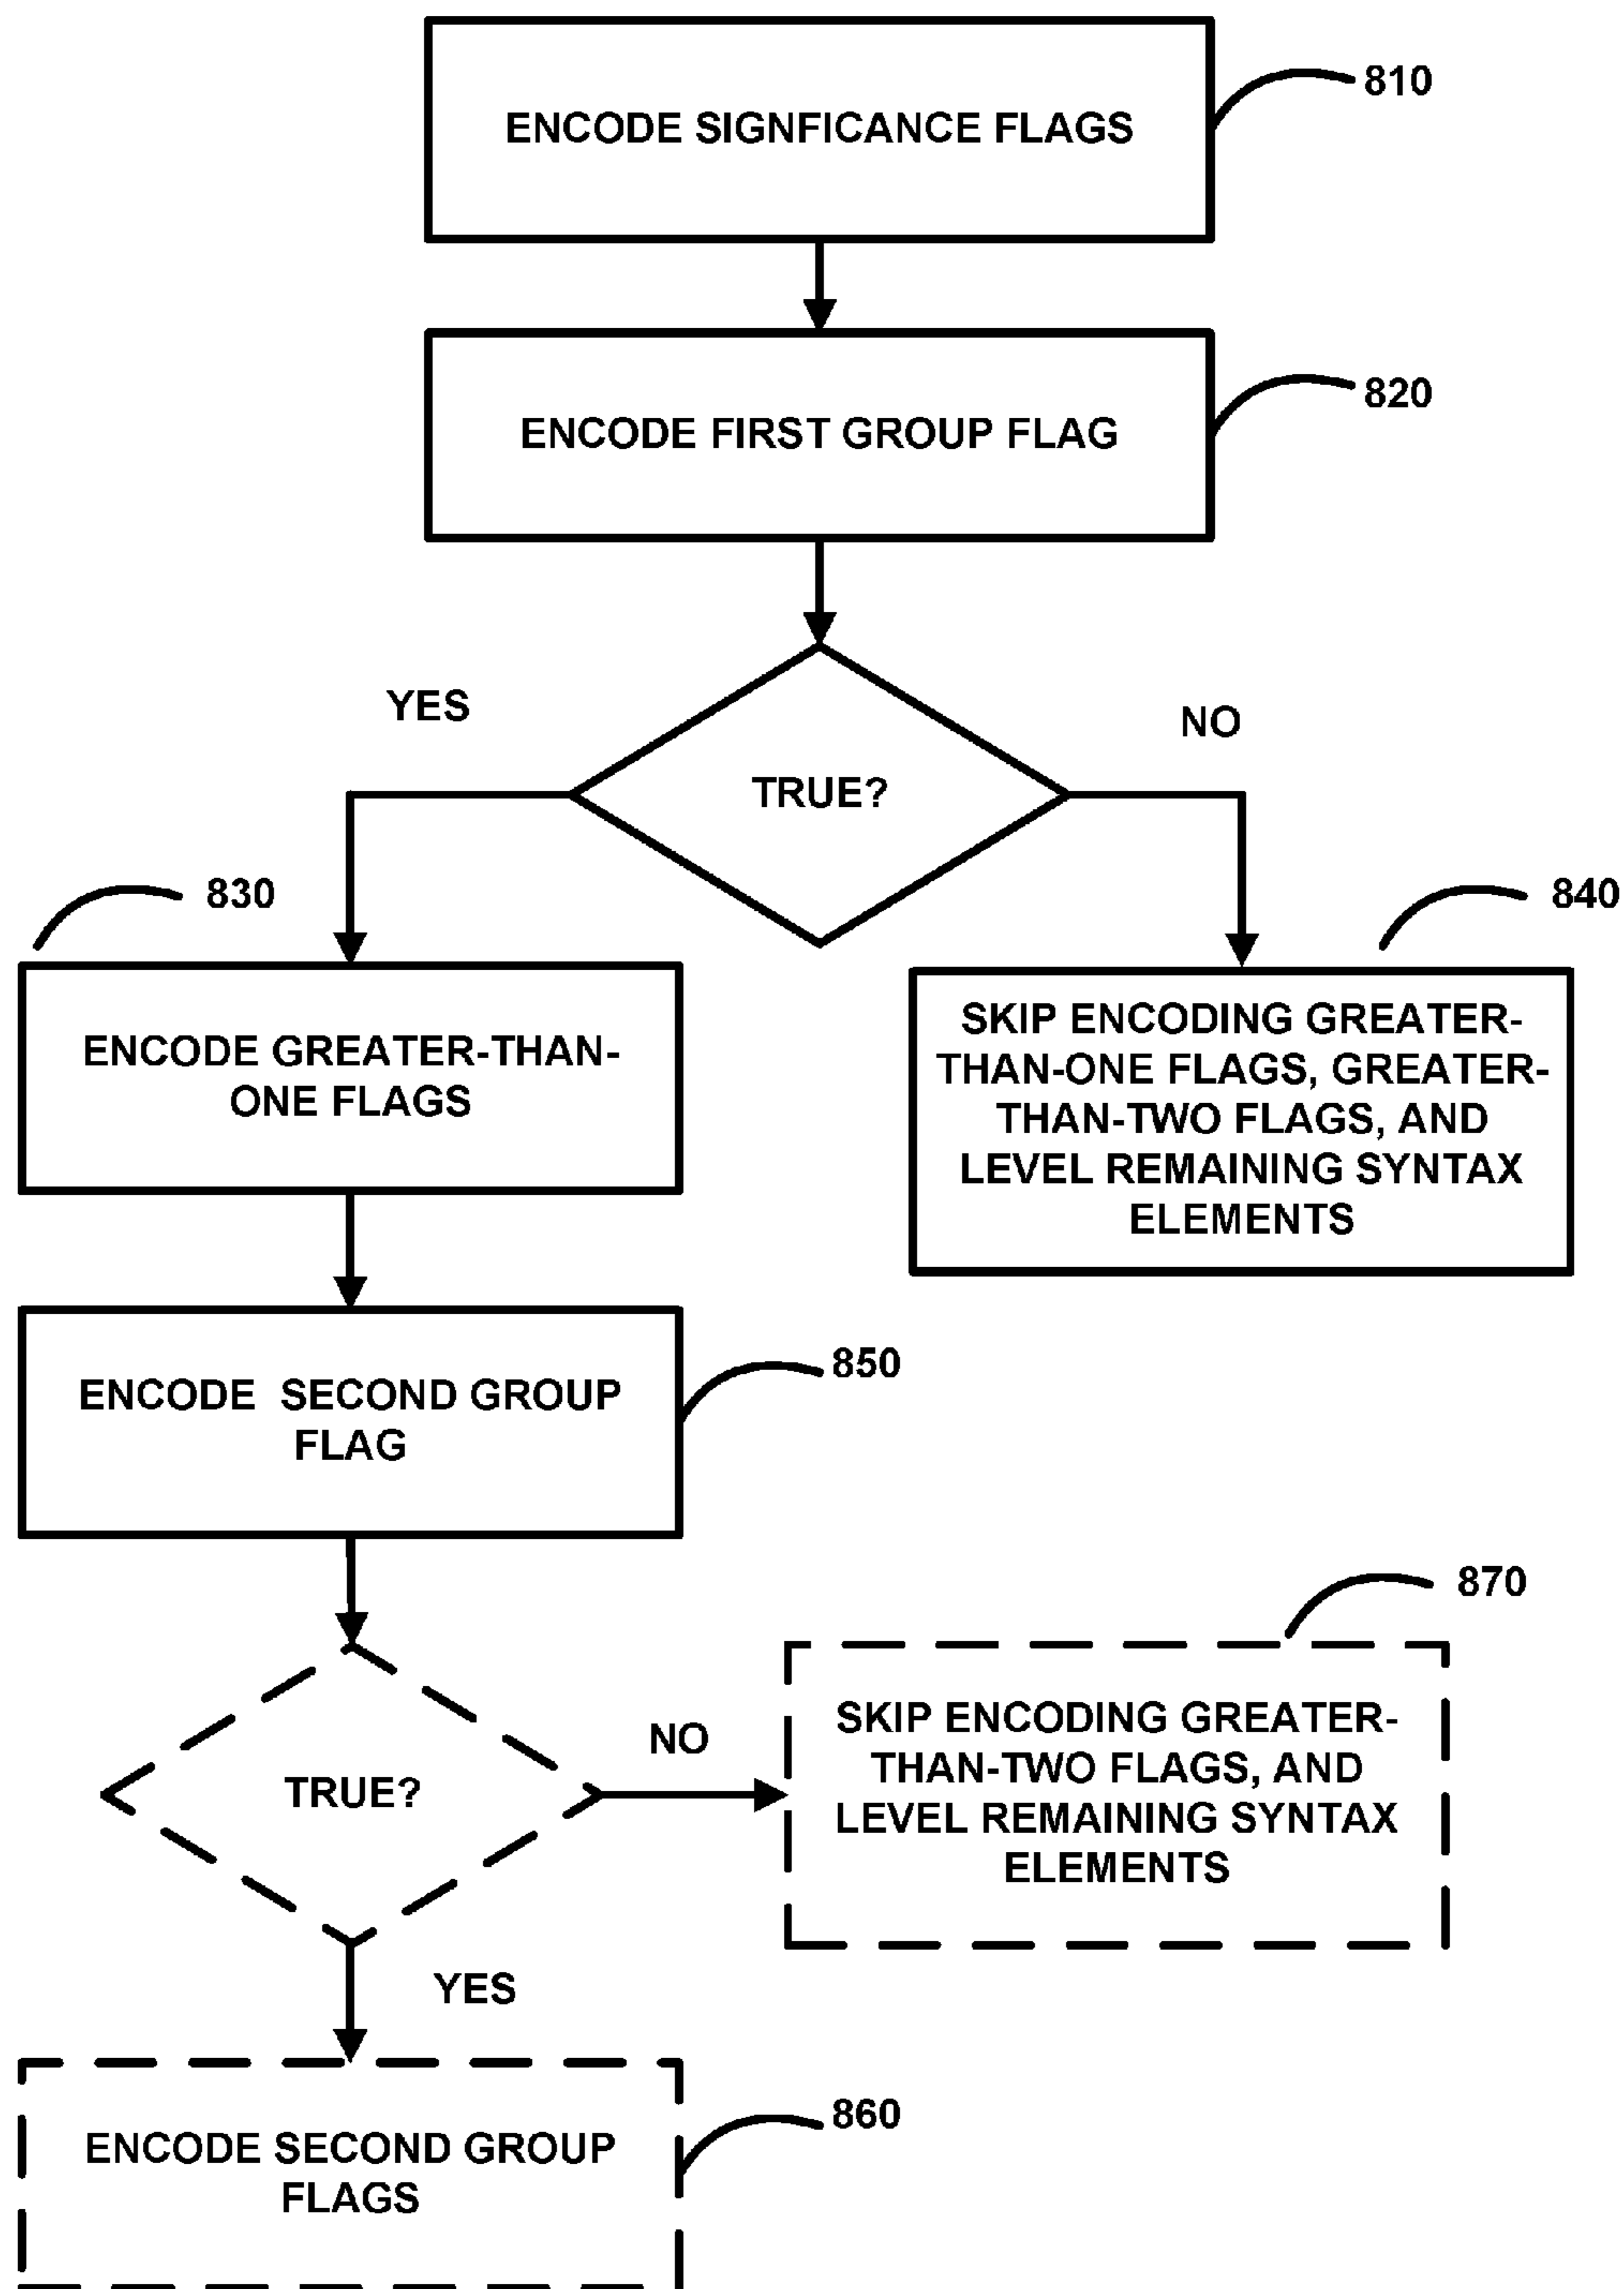 ENCODE SIGNFICANCE FLAGS
810
ENCODE FIRST GROUP FLAG
820
YES
NO
TRUE?
830
840
ENCODE GREATER-THAN-
ONE FLAGS
SKIP ENCODING GREATER-
THAN-ONE FLAGS, GREATER-
THAN-TWO FLAGS, AND
LEVEL REMAINING SYNTAX
ELEMENTS
850
ENCODE SECOND GROUP
FLAG
870
NO
TRUE?
SKIP ENCODING GREATER-
THAN-TWO FLAGS, AND
LEVEL REMAINING SYNTAX
ELEMENTS
YES
860
ENCODE SECOND GROUP
FLAGS